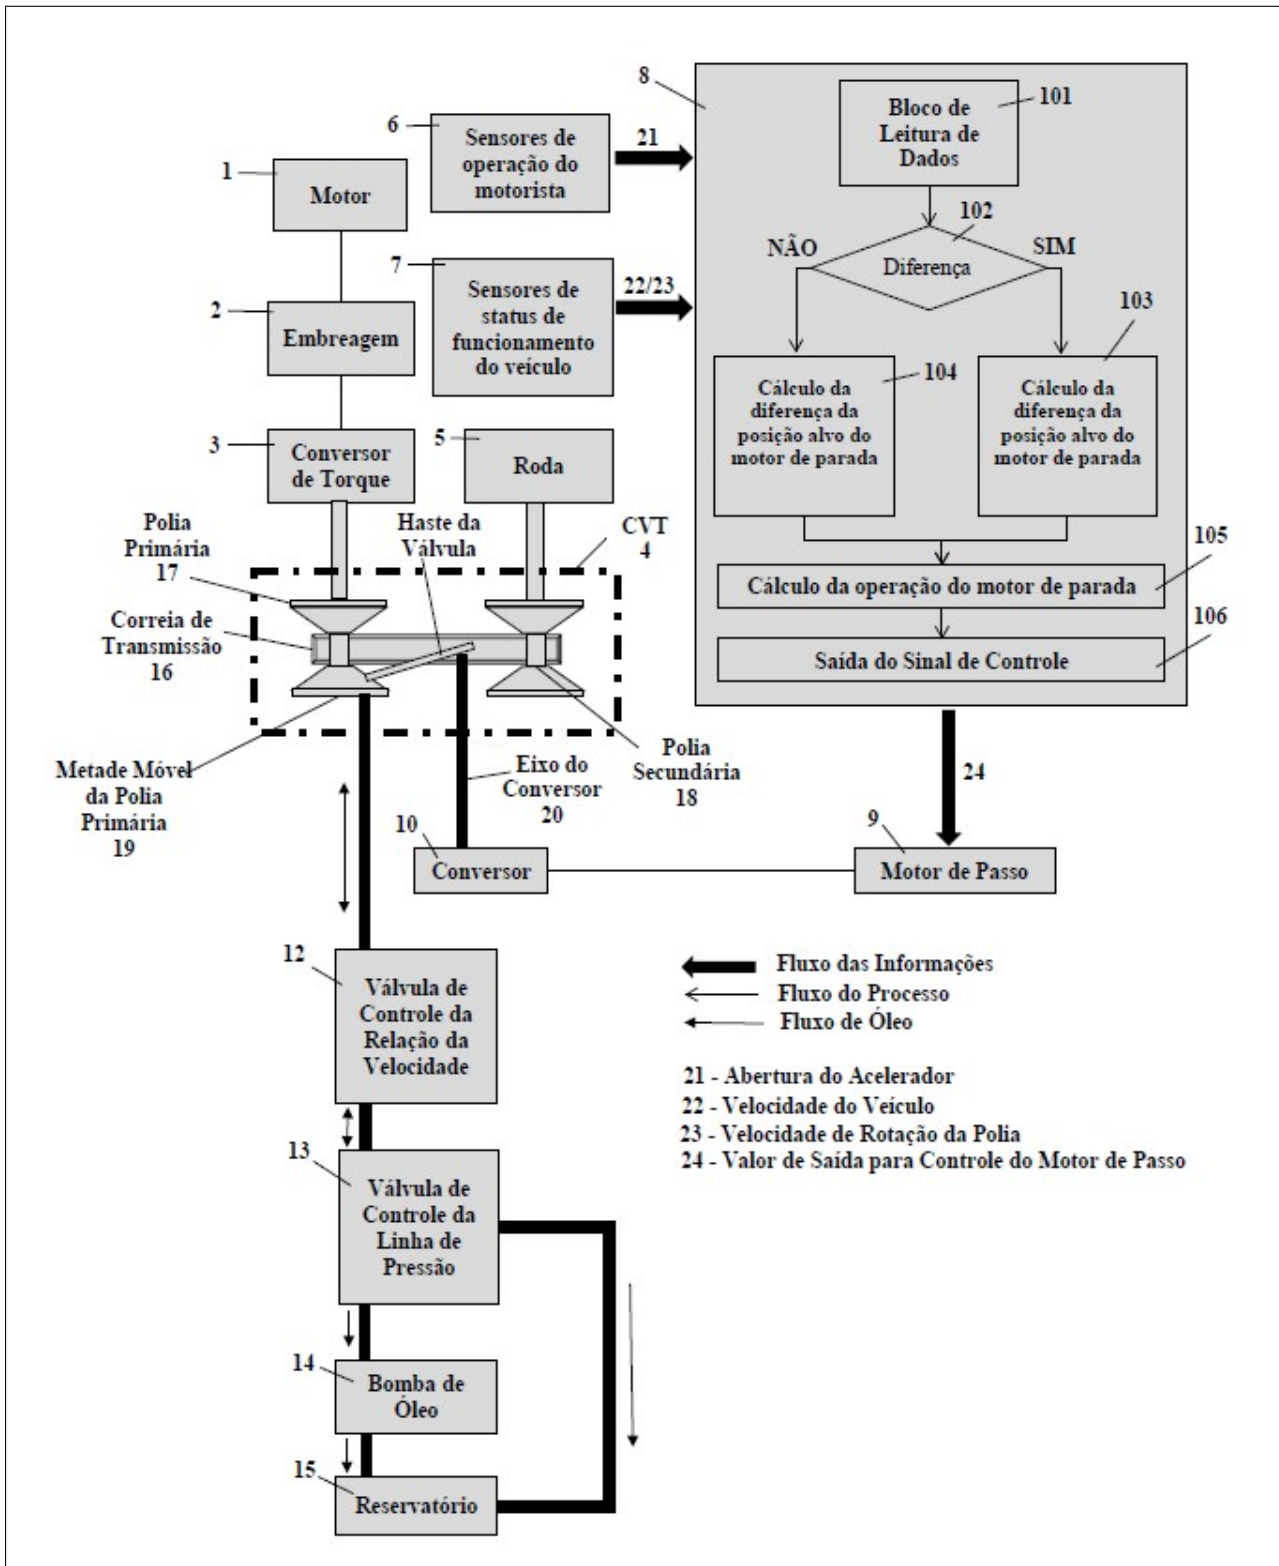 8
101
Bloco de
Leitura de
Dados
6
Sensores de
operação do
motorista
21
1
Motor
102
NÃO
SIM
Diferença
7
Sensores de
status de
funcionamento
do veículo
22/23
2
Embreagem
103
104
Cálculo da
diferença da
posição alvo do
motor de parada
Cálculo da
diferença da
posição alvo do
motor de parada
3
Conversor
de Torque
5
Roda
Polia
Primária
17
Haste da
Válvula
CVT
4
105
Cálculo da operação do motor de parada
Correia de
Transmissão
16
106
Saída do Sinal de Controle
Metade Móvel
da Polia
Primária
19
Eixo do
Conversor
20
Polia
Secundária
18
24
10
Conversor
9
Motor de Passo
12
Válvula de
Controle da
Relação da
Velocidade
Fluxo das Informações
Fluxo do Processo
Fluxo de Óleo
21 - Abertura do Acelerador
22 - Velocidade do Veículo
23 - Velocidade de Rotação da Polia
24 - Valor de Saída para Controle do Motor de Passo
13
Válvula de
Controle da
Linha de
Pressão
14
Bomba de
Óleo
15
Reservatório